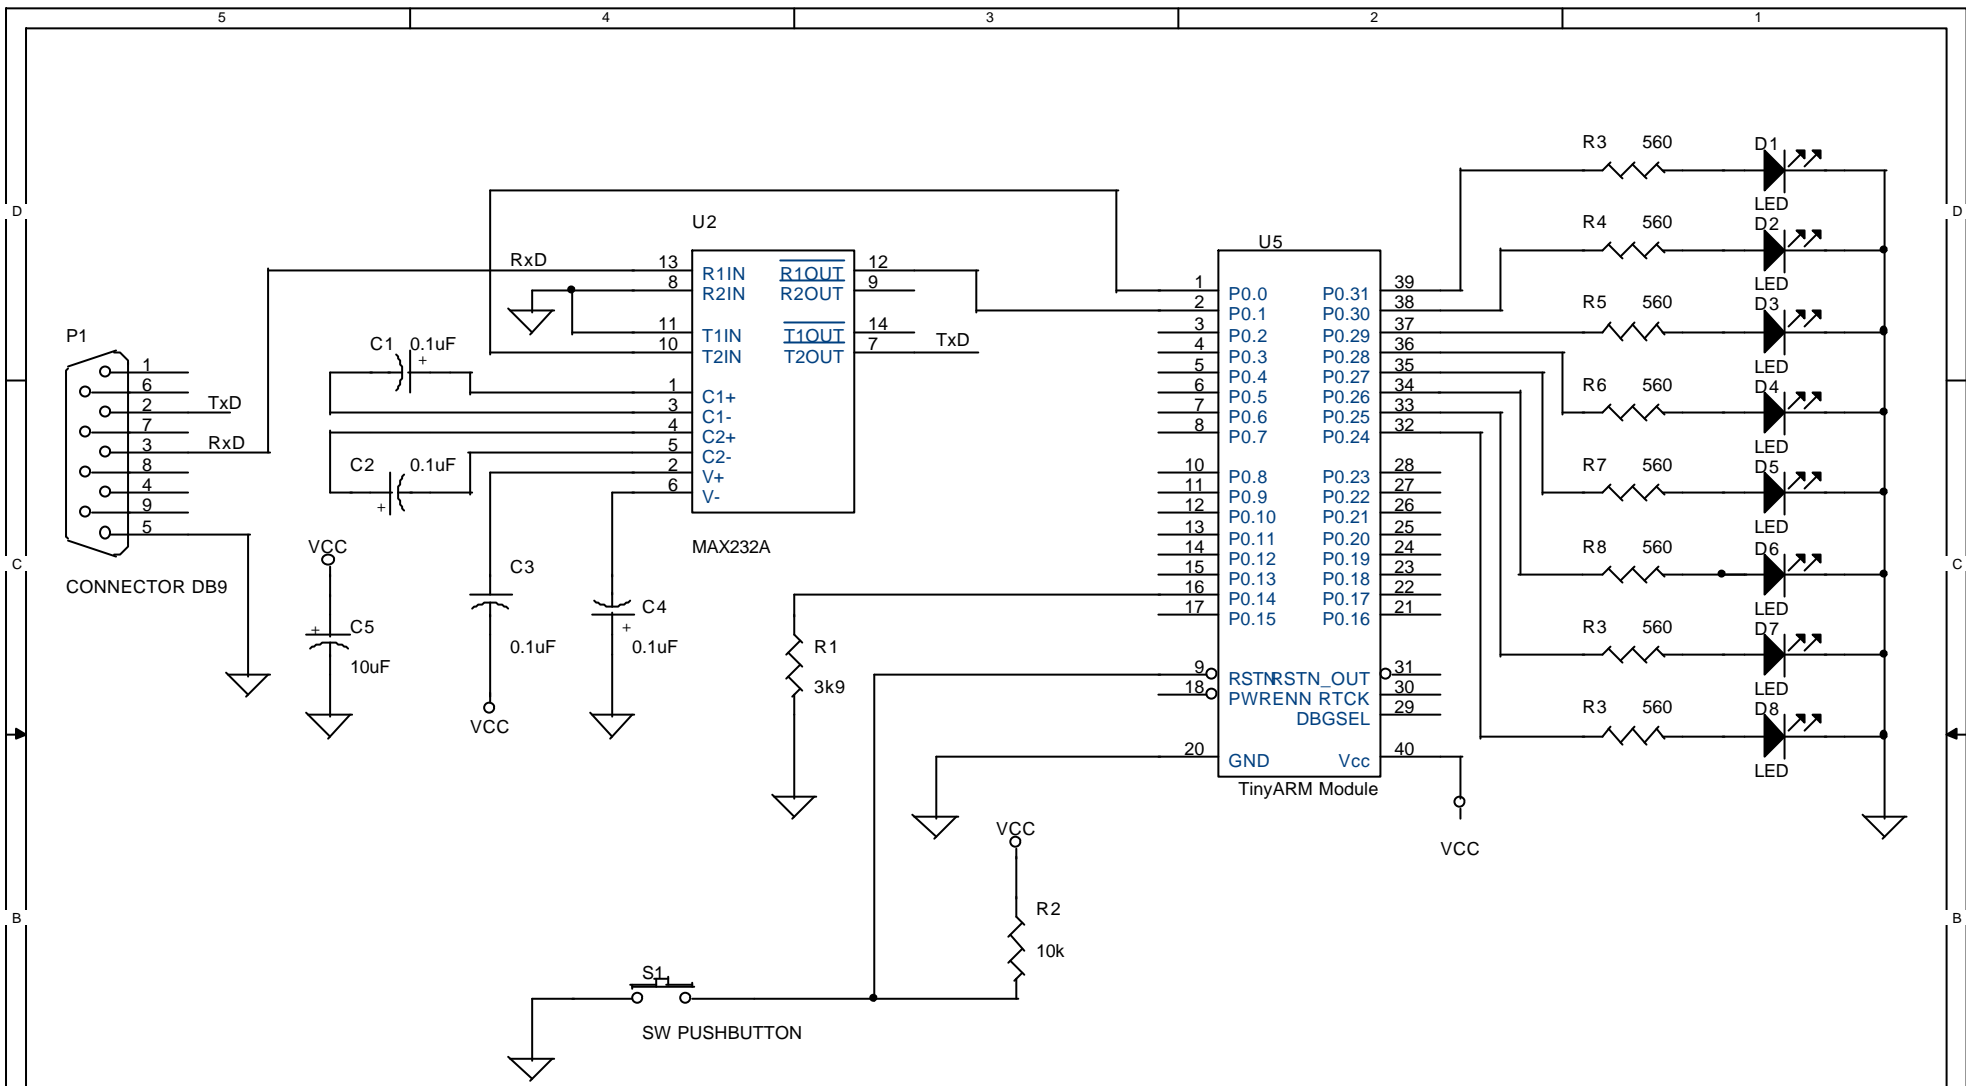 5 4 3 2 1
D D
C C
B B
P1
1
6
2 TxD
7
3 RxD
8
4
9
5
CONNECTOR DB9
C1 0.1uF
+
C2 0.1uF
+
VCC
+ C5
10uF
C3
0.1uF
VCC
C4
+
0.1uF
U2
RxD
13 R1IN R1OUT 12
8 R2IN R2OUT 9
11 T1IN T1OUT 14
10 T2IN T2OUT 7 TxD
1 C1+
3 C1-
4 C2+
5 C2-
2 V+
6 V-
MAX232A
R1
3k9
U5
1 P0.0 P0.31 39
2 P0.1 P0.30 38
3 P0.2 P0.29 37
4 P0.3 P0.28 36
5 P0.4 P0.27 35
6 P0.5 P0.26 34
7 P0.6 P0.25 33
8 P0.7 P0.24 32
10 P0.8 P0.23 28
11 P0.9 P0.22 27
12 P0.10 P0.21 26
13 P0.11 P0.20 25
14 P0.12 P0.19 24
15 P0.13 P0.18 23
16 P0.14 P0.17 22
17 P0.15 P0.16 21
9 RSTN RSTN_OUT 31
18 PWRENN RTCK 30
DBGSEL 29
20 GND Vcc 40
TinyARM Module
VCC
VCC
R2
10k
S1
SW PUSHBUTTON
R3 560 D1
LED
R4 560 D2
LED
R5 560 D3
LED
R6 560 D4
LED
R7 560 D5
LED
R8 560 D6
LED
R3 560 D7
LED
R3 560 D8
LED